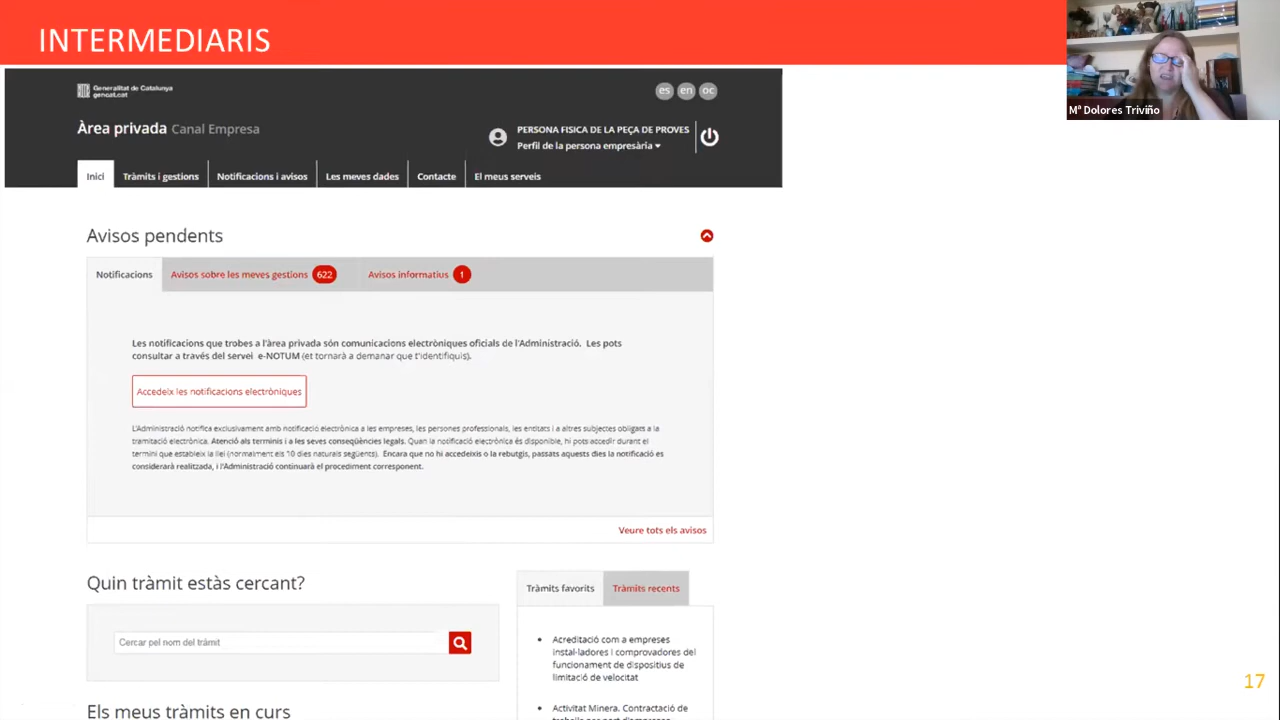 INTERMEDIARIS
Mª Dolores Triviño
Generalitat de Catalunya
gencat.cat
es en oc
Àrea privada Canal Empresa
PERSONA FISICA DE LA PEÇA DE PROVES
Perfil de la persona empresària
Inici
Tràmits i gestions
Notificacions i avisos
Les meves dades
Contacte
El meus serveis
Avisos pendents
Notificacions
Avisos sobre les meves gestions 622
Avisos informatius 1
Les notificacions que trobes a l'àrea privada són comunicacions electròniques oficials de l'Administració. Les pots
consultar a través del servei e-NOTUM (et tornarà a demanar que t'identifiquis).
Accedeix les notificacions electròniques
L'Administració notifica exclusivament amb notificació electrònica a les empreses, les persones professionals, les entitats i a altres subjectes obligats a la
tramitació electrònica. Atenció als terminis i a les seves conseqüències legals. Quan la notificació electrònica és disponible, hi pots accedir durant el
termini que estableix la llei (normalment els 10 dies naturals següents). Encara que no hi accedeixis o la rebutgis, passats aquests dies la notificació es
considerarà realitzada, i l'Administració continuarà el procediment corresponent.
Veure tots els avisos
Quin tràmit estàs cercant?
Cercar pel nom del tràmit
Tràmits favorits
Tràmits recents
Acreditació com a empreses
instal·ladores i comprovadores del
funcionament de dispositius de
limitació de velocitat
Activitat Minera. Contractació de
Els meus tràmits en curs
17